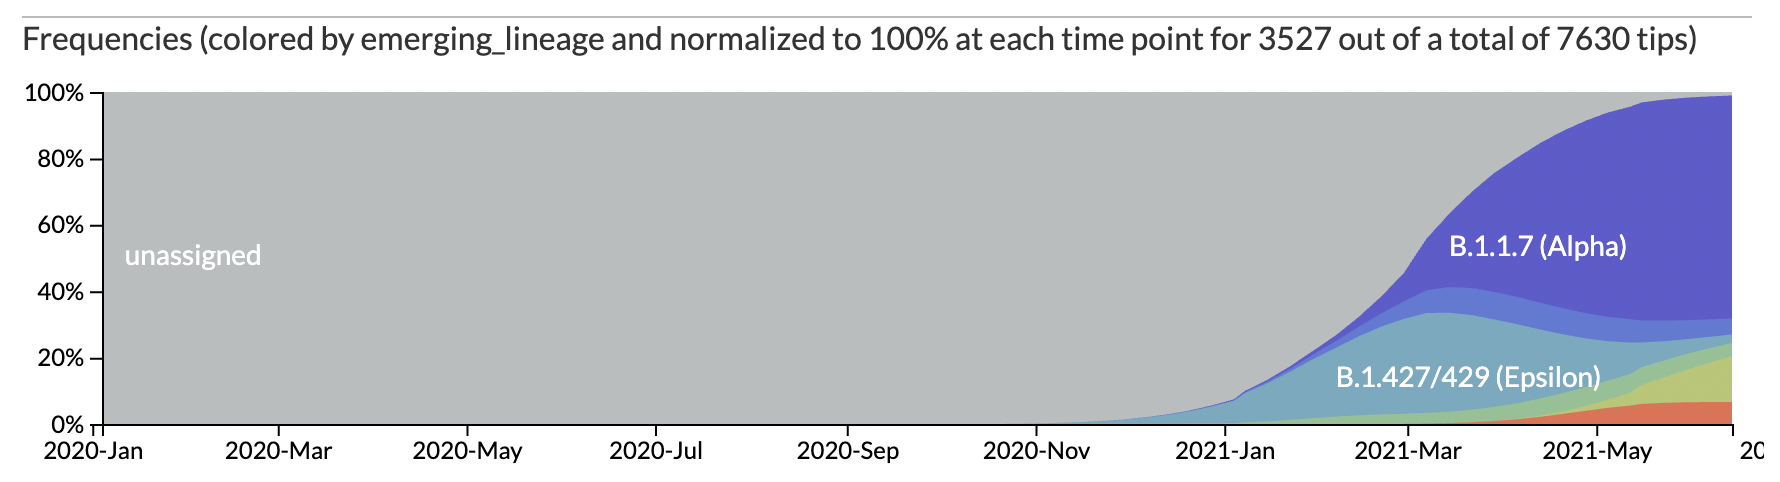 Frequencies (colored by emerging_lineage and normalized to 100% at each time point for 3527 out of a total of 7630 tips)
100%
80%
60%
40%
20%
0%
unassigned
B.1.1.7 (Alpha)
B.1.427/429 (Epsilon)
2020-Jan 2020-Mar 2020-May 2020-Jul 2020-Sep 2020-Nov 2021-Jan 2021-Mar 2021-May 20